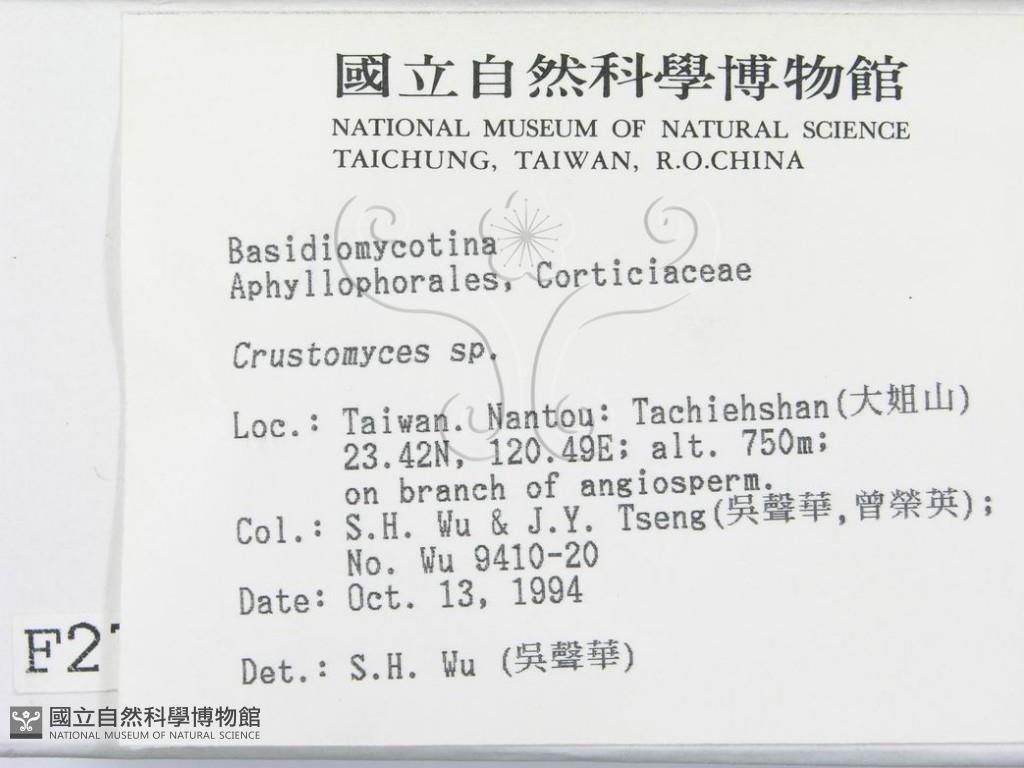 國立自然科學博物館
NATIONAL MUSEUM OF NATURAL SCIENCE
TAICHUNG, TAIWAN, R.O.CHINA
Basidiomycotina
Aphyllophorales, Corticiaceae
Crustomyces sp.
Loc.: Taiwan. Nantou: Tachiehshan(大姐山)
23.42N, 120.49E; alt. 750m;
on branch of angiosperm.
Col.: S.H. Wu & J.Y. Tseng(吳聲華,曾榮英);
No. Wu 9410-20
Date: Oct. 13, 1994
Det.: S.H. Wu (吳聲華)
F2
國立自然科學博物館
NATIONAL MUSEUM OF NATURAL SCIENCE